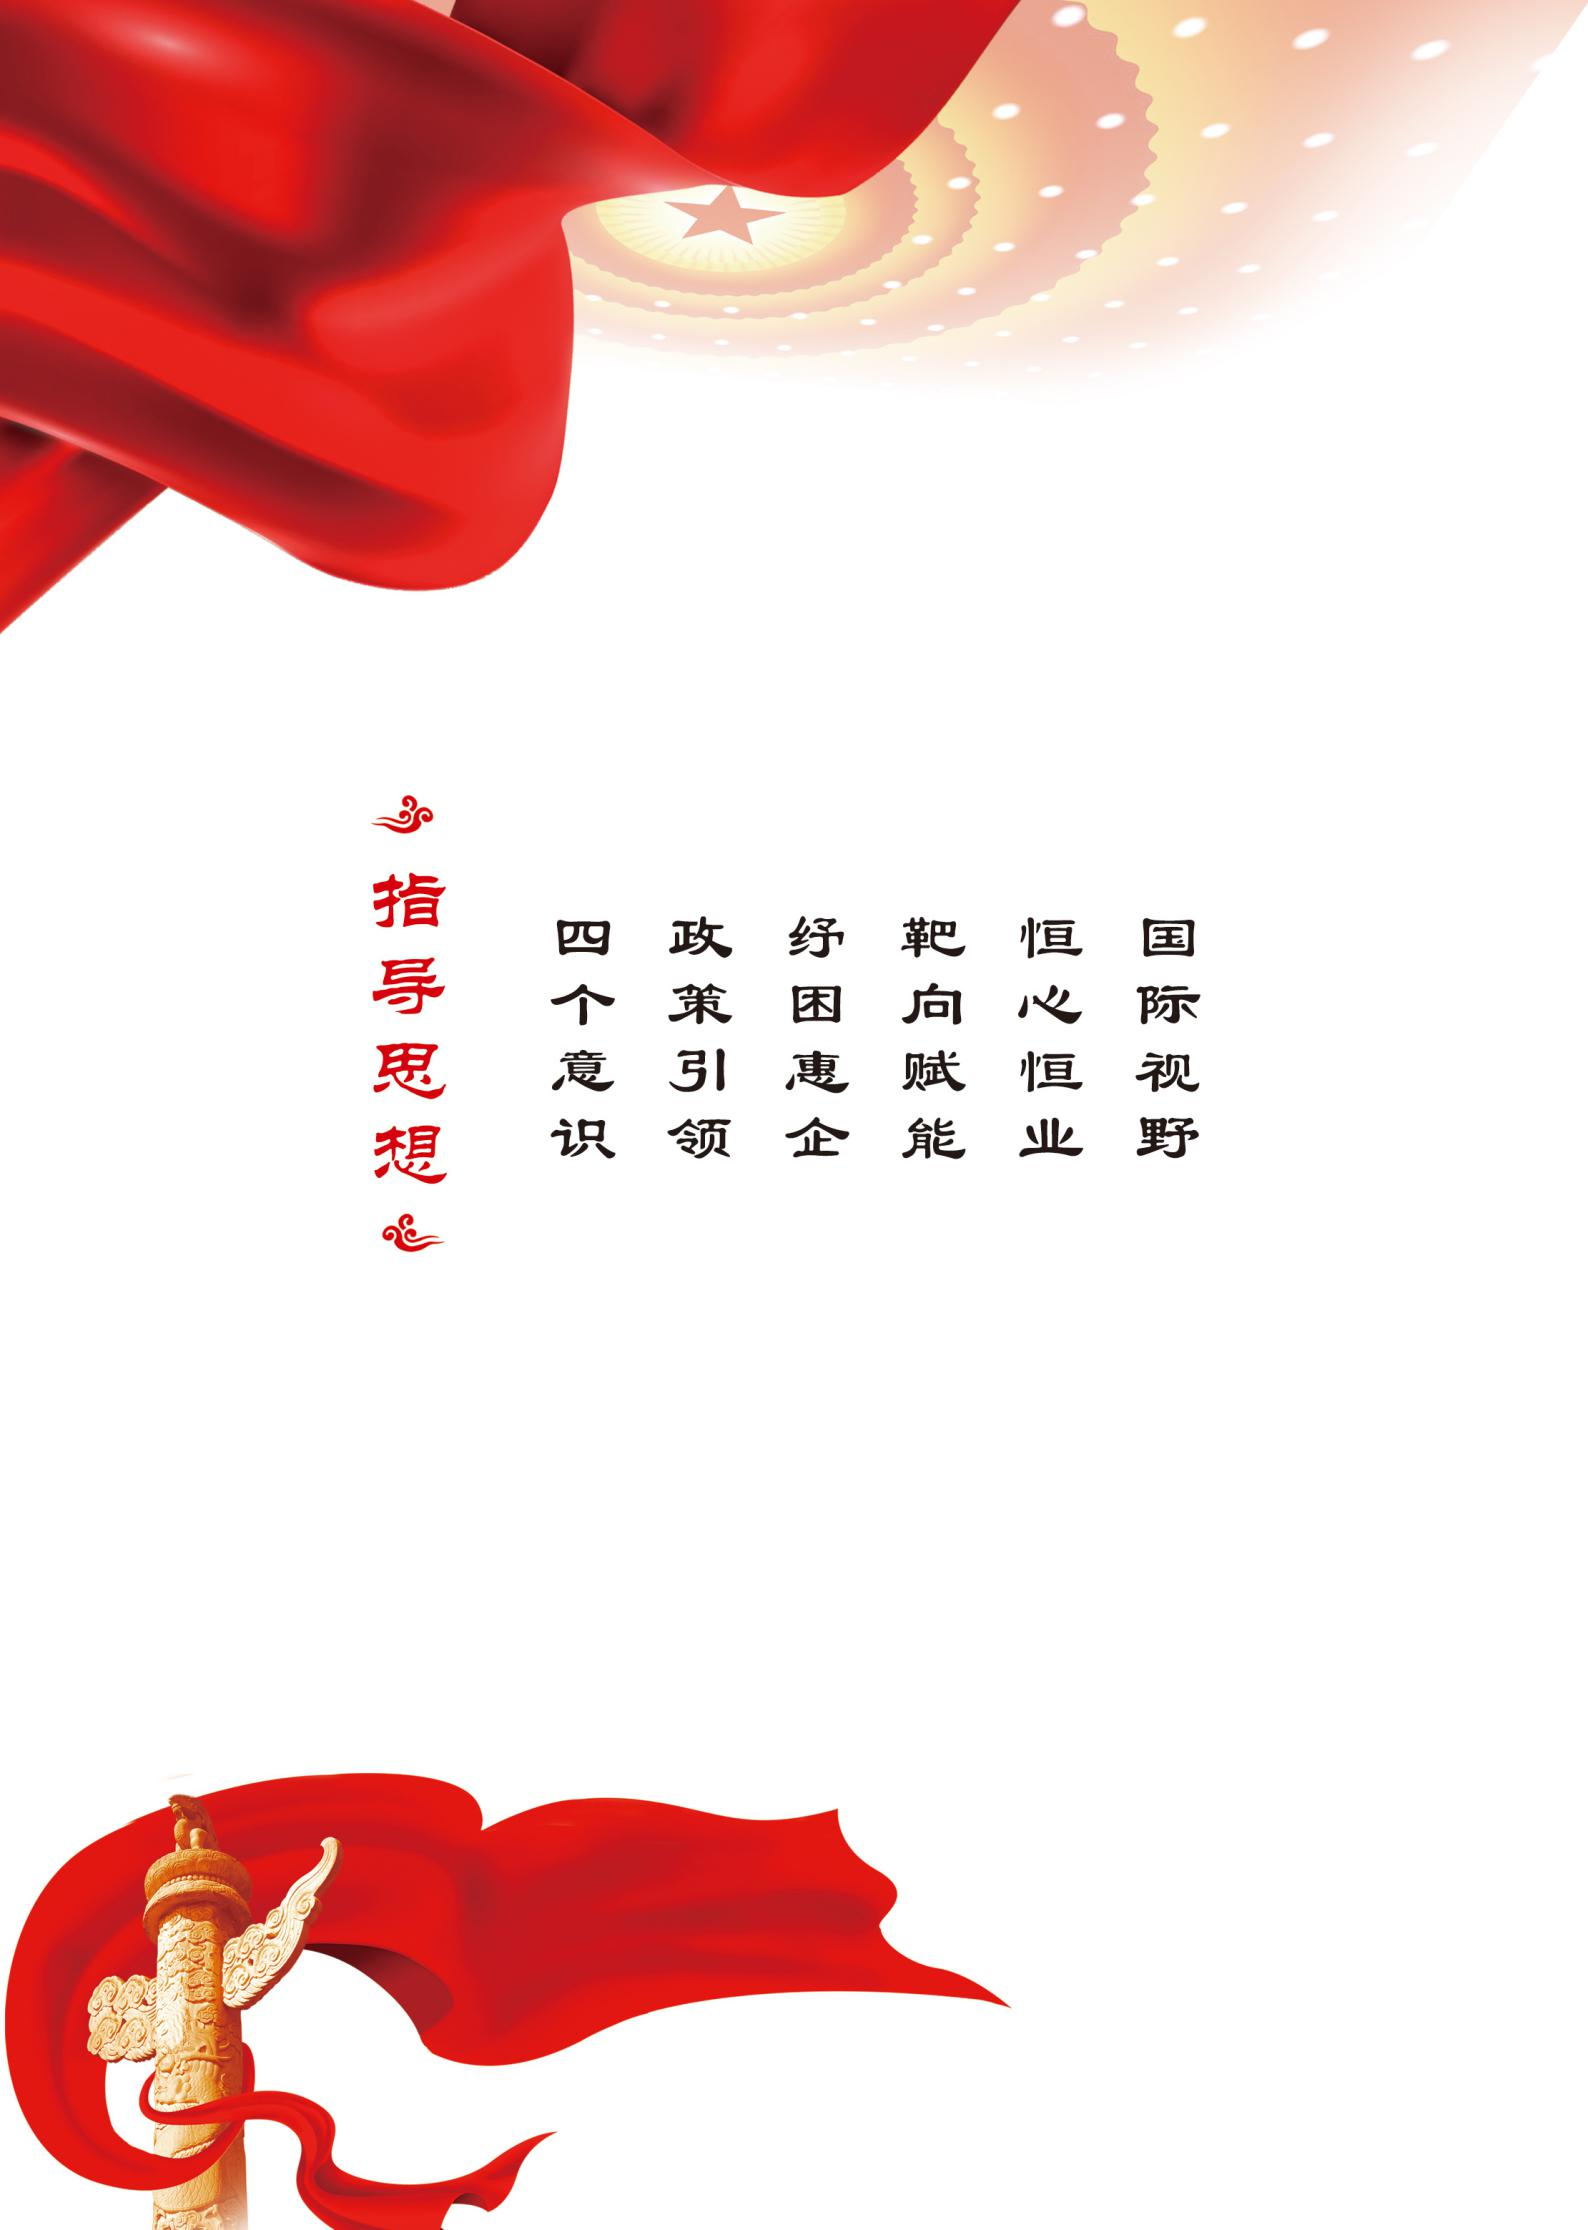 指导思想
四个意识
政策引领
纾困惠企
靶向赋能
恒心恒业
国际视野